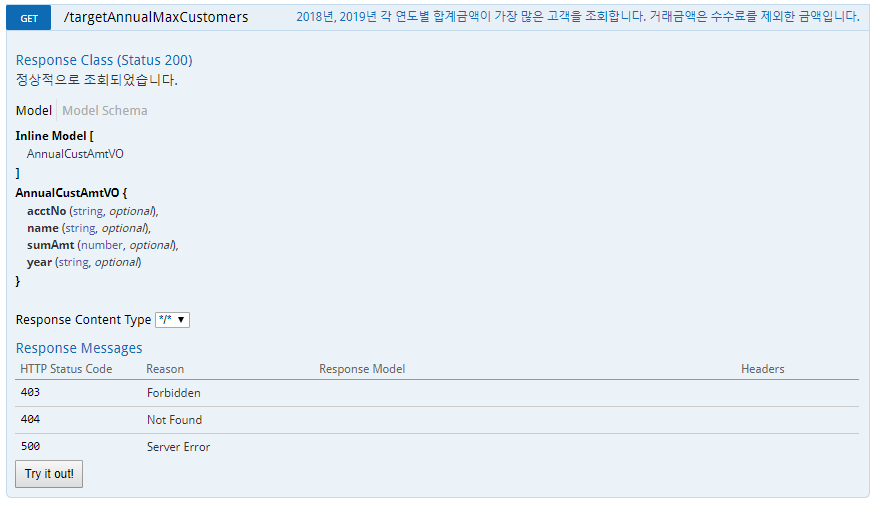 GET /targetAnnualMaxCustomers 2018년, 2019년 각 연도별 합계금액이 가장 많은 고객을 조회합니다. 거래금액은 수수료를 제외한 금액입니다.
Response Class (Status 200)
정상적으로 조회되었습니다.
Model Model Schema
Inline Model [
AnnualCustAmtVO
]
AnnualCustAmtVO {
acctNo (string, optional),
name (string, optional),
sumAmt (number, optional),
year (string, optional)
}
Response Content Type */* ▼
Response Messages
HTTP Status Code Reason Response Model Headers
403 Forbidden
404 Not Found
500 Server Error
Try it out!